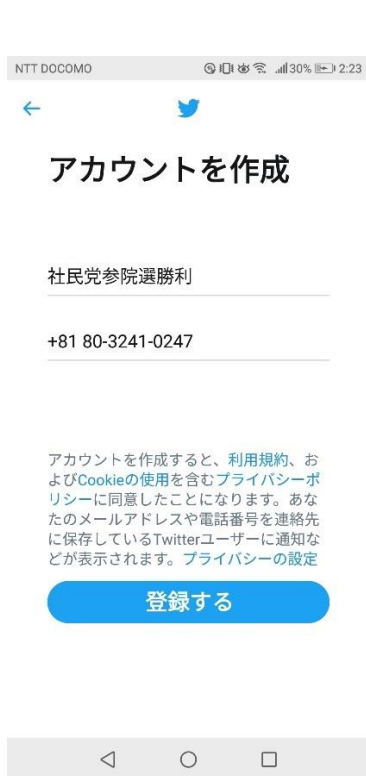 NTT DOCOMO 30% 2:23
アカウントを作成
社民党参院選勝利
+81 80-3241-0247
アカウントを作成すると、利用規約、お
よびCookieの使用を含むプライバシーポ
リシーに同意したことになります。あな
たのメールアドレスや電話番号を連絡先
に保存しているTwitterユーザーに通知な
どが表示されます。プライバシーの設定
登録する